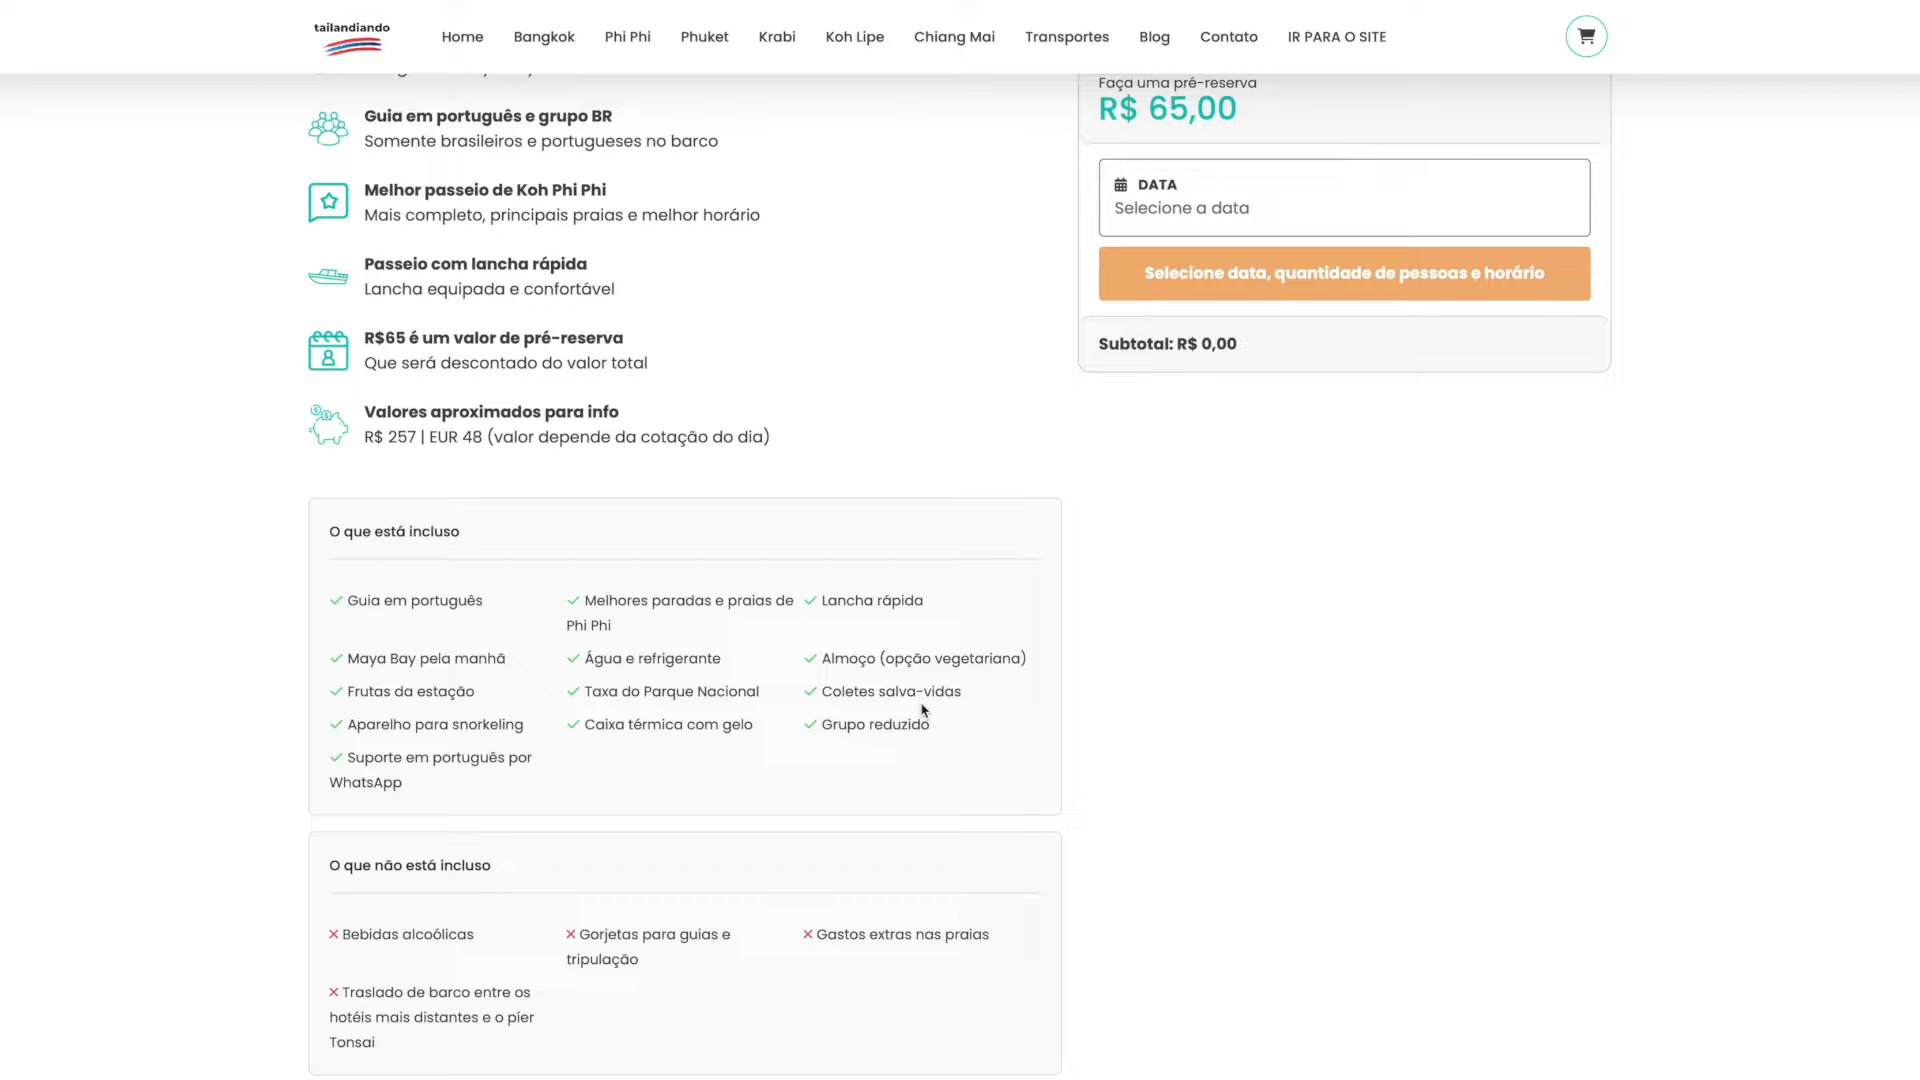 tailandiando
Home
Bangkok
Phi Phi
Phuket
Krabi
Koh Lipe
Chiang Mai
Transportes
Blog
Contato
IR PARA O SITE
Guia em português e grupo BR
Somente brasileiros e portugueses no barco
Melhor passeio de Koh Phi Phi
Mais completo, principais praias e melhor horário
Passeio com lancha rápida
Lancha equipada e confortável
R$65 é um valor de pré-reserva
Que será descontado do valor total
Valores aproximados para info
R$ 257 | EUR 48 (valor depende da cotação do dia)
Faça uma pré-reserva
R$ 65,00
DATA
Selecione a data
Selecione data, quantidade de pessoas e horário
Subtotal: R$ 0,00
O que está incluso
Guia em português
Melhores paradas e praias de
Phi Phi
Lancha rápida
Maya Bay pela manhã
Água e refrigerante
Almoço (opção vegetariana)
Frutas da estação
Taxa do Parque Nacional
Coletes salva-vidas
Aparelho para snorkeling
Caixa térmica com gelo
Grupo reduzido
Suporte em português por
WhatsApp
O que não está incluso
Bebidas alcoólicas
Gorjetas para guias e
tripulação
Gastos extras nas praias
Traslado de barco entre os
hotéis mais distantes e o píer
Tonsai